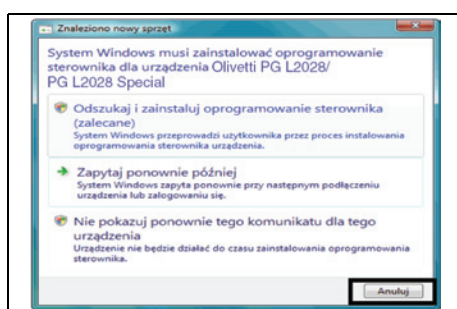 Znaleziono nowy sprzęt
System Windows musi zainstalować oprogramowanie
sterownika dla urządzenia Olivetti PG L2028/
PG L2028 Special
Odszukaj i zainstaluj oprogramowanie sterownika
(zalecane)
System Windows przeprowadzi użytkownika przez proces instalowania
oprogramowania sterownika urządzenia.
Zapytaj ponownie później
System Windows zapyta ponownie przy następnym podłączeniu
urządzenia lub zalogowaniu się.
Nie pokazuj ponownie tego komunikatu dla tego
urządzenia
Urządzenie nie będzie działać do czasu zainstalowania oprogramowania
sterownika.
Anuluj